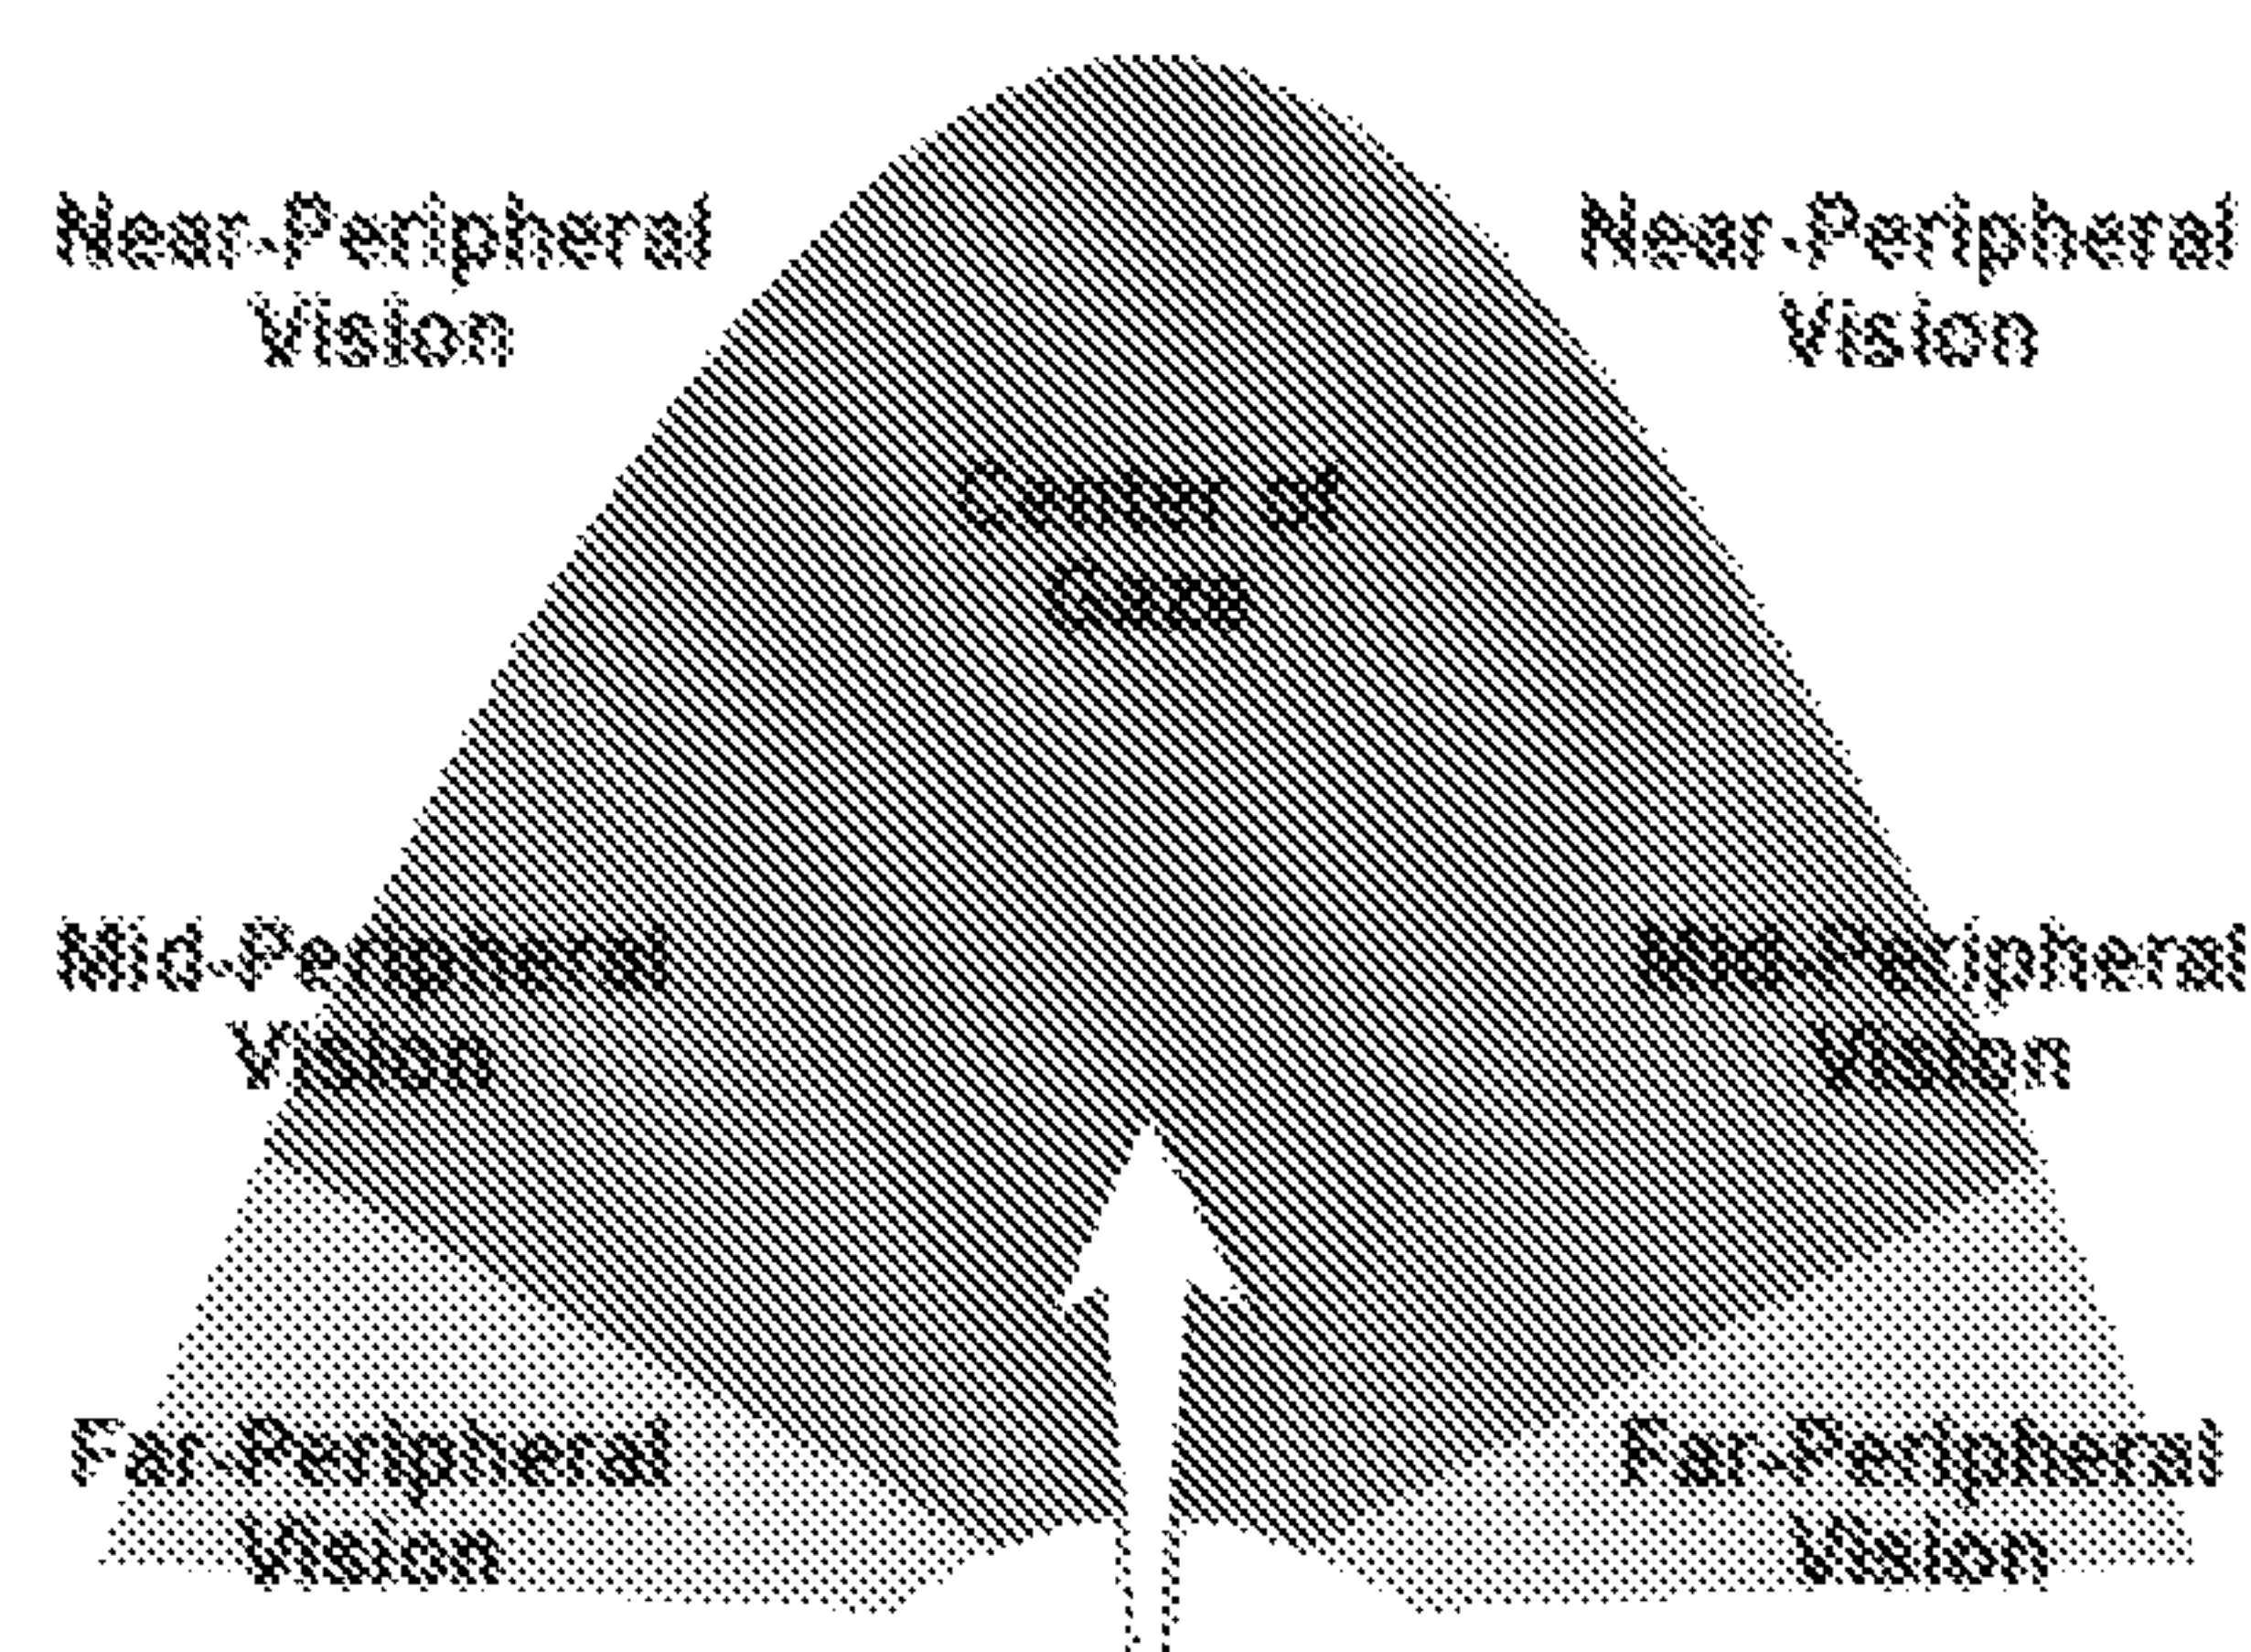 Near-Peripheral
Vision
Near-Peripheral
Vision
Center of
Gaze
Mid-Peripheral
Vision
Mid-Peripheral
Vision
Far-Peripheral
Vision
Far-Peripheral
Vision